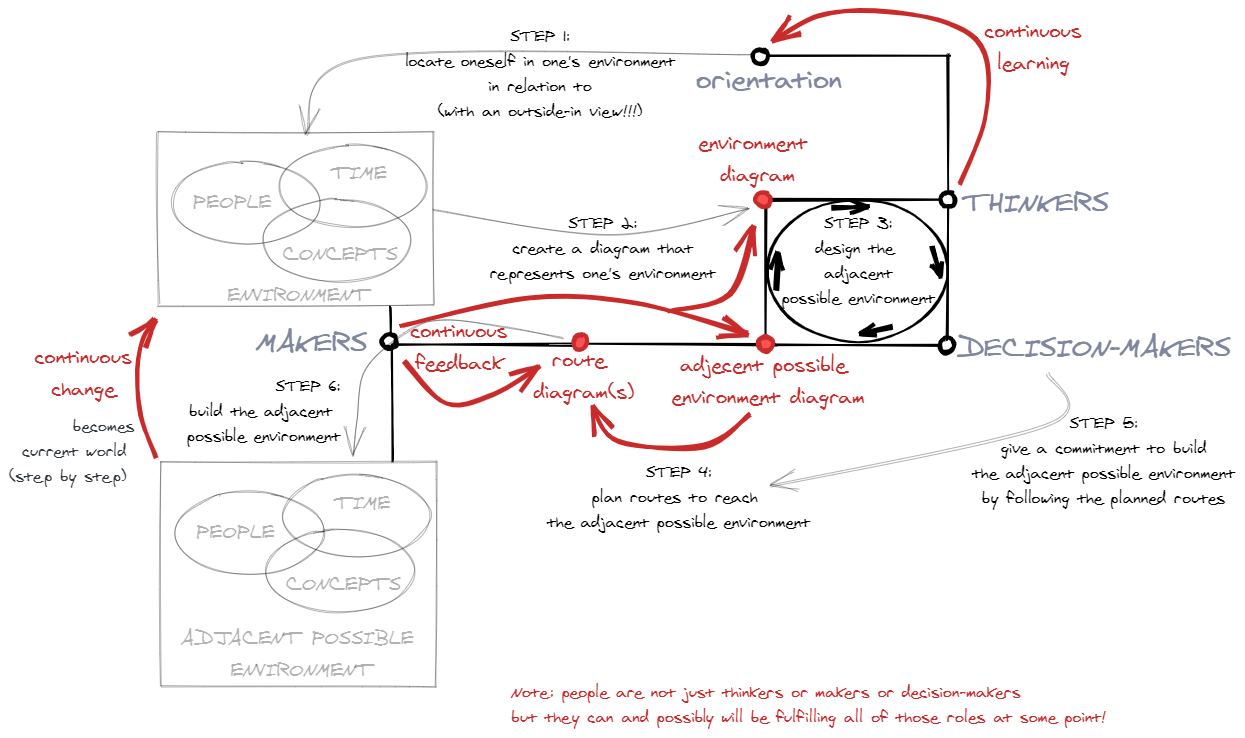 STEP 1:
locate oneself in one's environment
in relation to
(with an outside-in view!!!)
orientation
continuous
learning
PEOPLE
TIME
CONCEPTS
ENVIRONMENT
environment
diagram
THINKERS
STEP 2:
create a diagram that
represents one's environment
STEP 3:
design the
adjacent
possible environment
MAKERS
continuous
feedback
route
diagram(s)
adjecent possible
environment diagram
DECISION-MAKERS
continuous
change
becomes
current world
(step by step)
STEP 6:
build the adjacent
possible environment
STEP 4:
plan routes to reach
the adjacent possible environment
STEP 5:
give a commitment to build
the adjacent possible environment
by following the planned routes
PEOPLE
TIME
CONCEPTS
ADJACENT POSSIBLE
ENVIRONMENT
Note: people are not just thinkers or makers or decision-makers
but they can and possibly will be fulfilling all of those roles at some point!